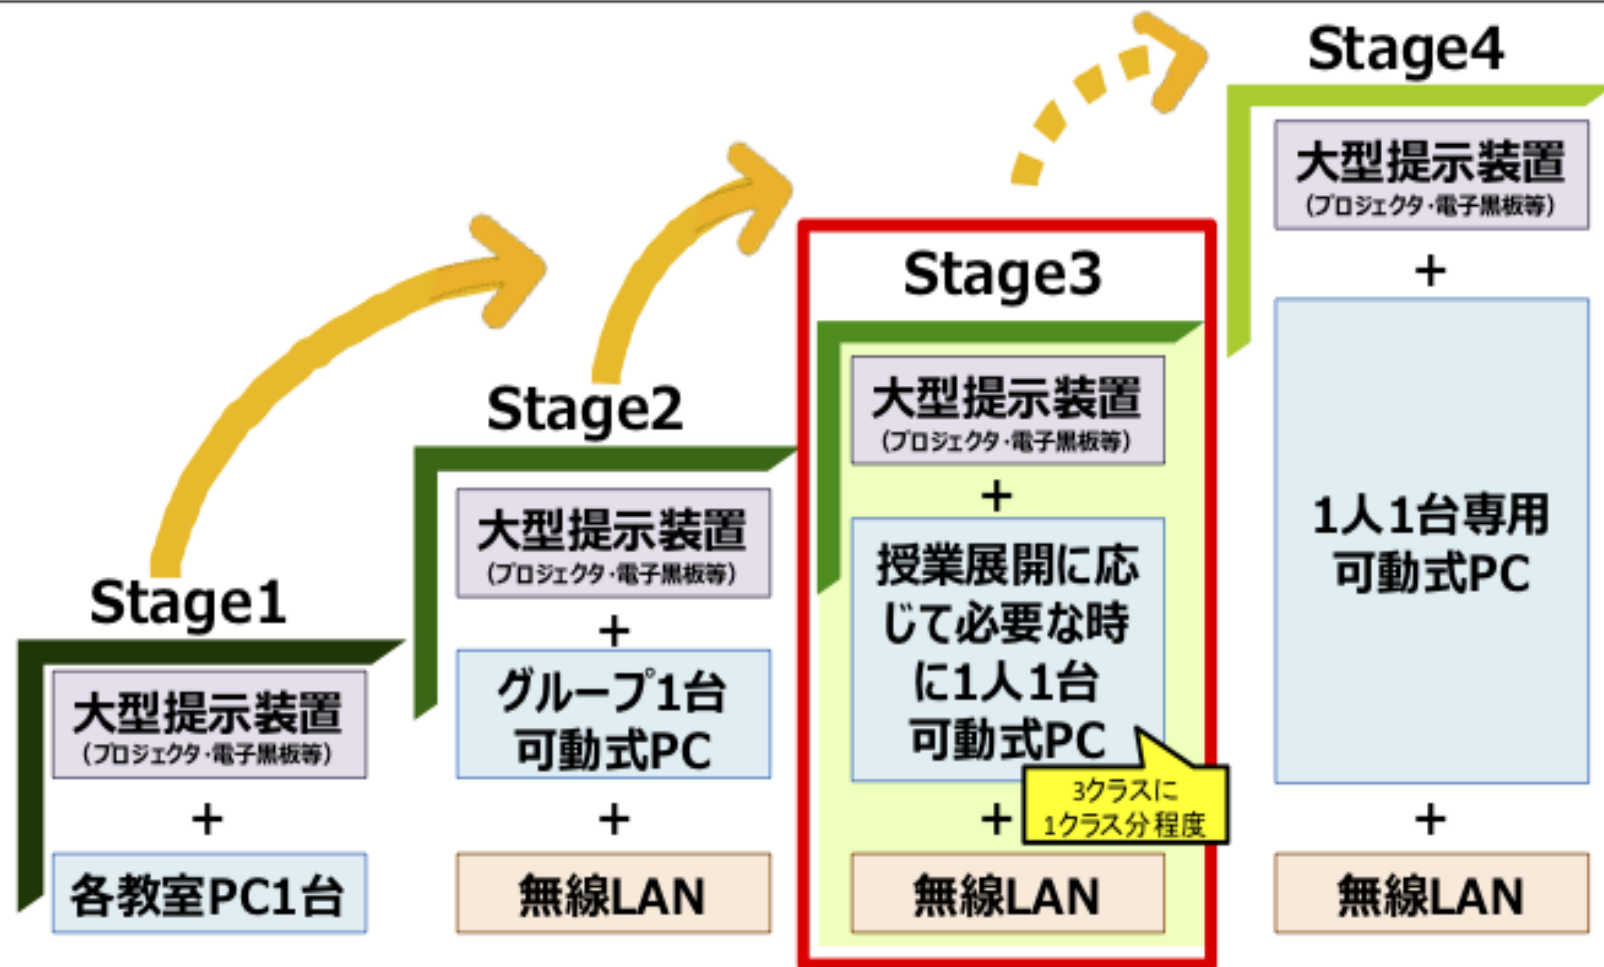 Stage1
大型提示装置
(プロジェクタ・電子黒板等)
+
各教室PC1台
Stage2
大型提示装置
(プロジェクタ・電子黒板等)
+
グループ1台
可動式PC
+
無線LAN
Stage3
大型提示装置
(プロジェクタ・電子黒板等)
+
授業展開に応
じて必要な時
に1人1台
可動式PC
3クラスに
1クラス分程度
+
無線LAN
Stage4
大型提示装置
(プロジェクタ・電子黒板等)
+
1人1台専用
可動式PC
+
無線LAN